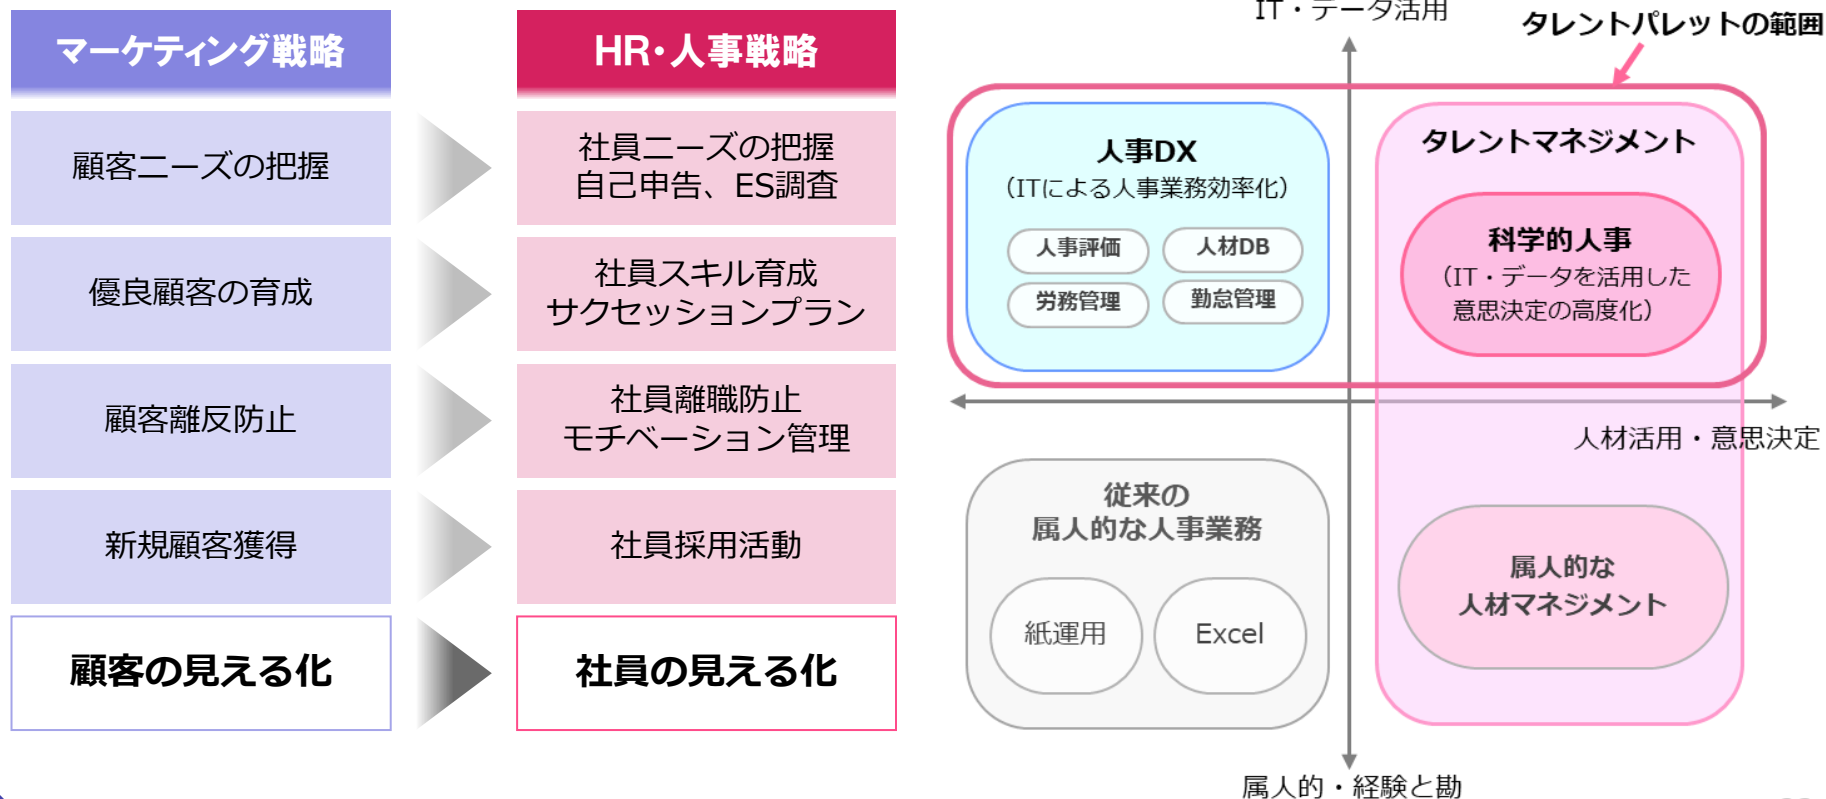 マーケティング戦略
HR・人事戦略
顧客ニーズの把握
社員ニーズの把握
自己申告、ES調査
優良顧客の育成
社員スキル育成
サクセッションプラン
顧客離反防止
社員離職防止
モチベーション管理
新規顧客獲得
社員採用活動
顧客の見える化
社員の見える化
IT・データ活用
タレントパレットの範囲
人事DX
（ITによる人事業務効率化）
人事評価
人材DB
労務管理
勤怠管理
タレントマネジメント
科学的人事
（IT・データを活用した
意思決定の高度化）
人材活用・意思決定
従来の
属人的な人事業務
紙運用
Excel
属人的な
人材マネジメント
属人的・経験と勘